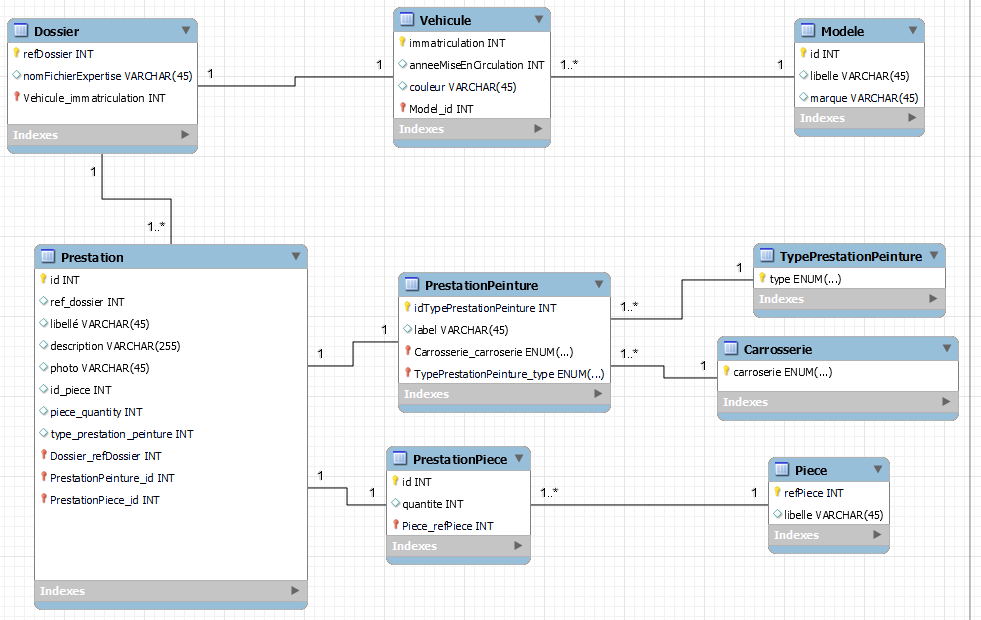 Dossier
refDossier INT
nomFichierExpertise VARCHAR(45)
Vehicule_immatriculation INT
Indexes
1
1
Vehicule
immatriculation INT
anneeMiseEnCirculation INT
couleur VARCHAR(45)
Model_id INT
Indexes
1..*
1
Modele
id INT
libelle VARCHAR(45)
marque VARCHAR(45)
Indexes
1
1..*
Prestation
id INT
ref_dossier INT
libellé VARCHAR(45)
description VARCHAR(255)
photo VARCHAR(45)
id_piece INT
piece_quantity INT
type_prestation_peinture INT
Dossier_refDossier INT
PrestationPeinture_id INT
PrestationPiece_id INT
Indexes
1
1
PrestationPeinture
idTypePrestationPeinture INT
label VARCHAR(45)
Carrosserie_carroserie ENUM(...)
TypePrestationPeinture_type ENUM(...)
Indexes
1..*
1
TypePrestationPeinture
type ENUM(...)
Indexes
1..*
1
Carrosserie
carroserie ENUM(...)
Indexes
1
1
PrestationPiece
id INT
quantite INT
Piece_refPiece INT
Indexes
1..*
1
Piece
refPiece INT
libelle VARCHAR(45)
Indexes